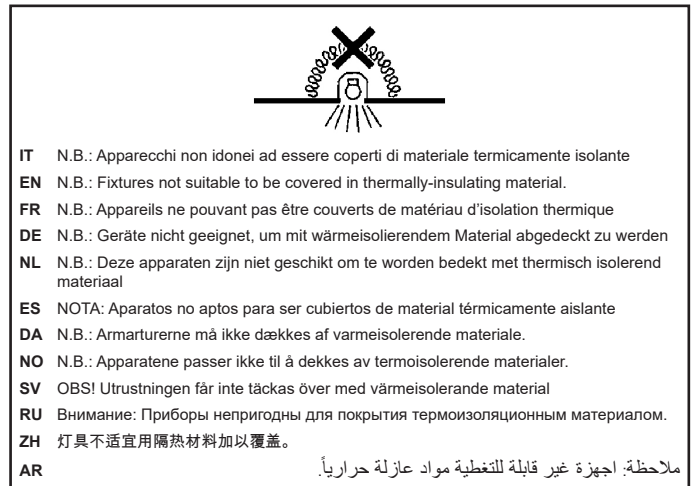 IT N.B.: Apparecchi non idonei ad essere coperti di materiale termicamente isolante
EN N.B.: Fixtures not suitable to be covered in thermally-insulating material.
FR N.B.: Appareils ne pouvant pas être couverts de matériau d’isolation thermique
DE N.B.: Geräte nicht geeignet, um mit wärmeisolierendem Material abgedeckt zu werden
NL N.B.: Deze apparaten zijn niet geschikt om te worden bedekt met thermisch isolerend
materiaal
ES NOTA: Aparatos no aptos para ser cubiertos de material térmicamente aislante
DA N.B.: Armarturerne må ikke dækkes af varmeisolerende materiale.
NO N.B.: Apparatene passer ikke til å dekkes av termoisolerende materialer.
SV OBS! Utrustningen får inte täckas över med värmeisolerande material
RU Внимание: Приборы непригодны для покрытия термоизоляционным материалом.
ZH 灯具不适宜用隔热材料加以覆盖。
AR ملاحظة: اجهزة غير قابلة للتغطية مواد عازلة حرارياً.